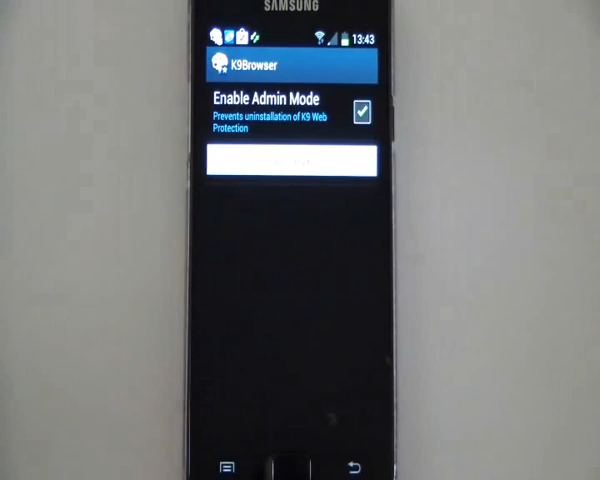 SAMSUNG
13:43
K9Browser
Enable Admin Mode
Prevents uninstallation of K9 Web
Protection